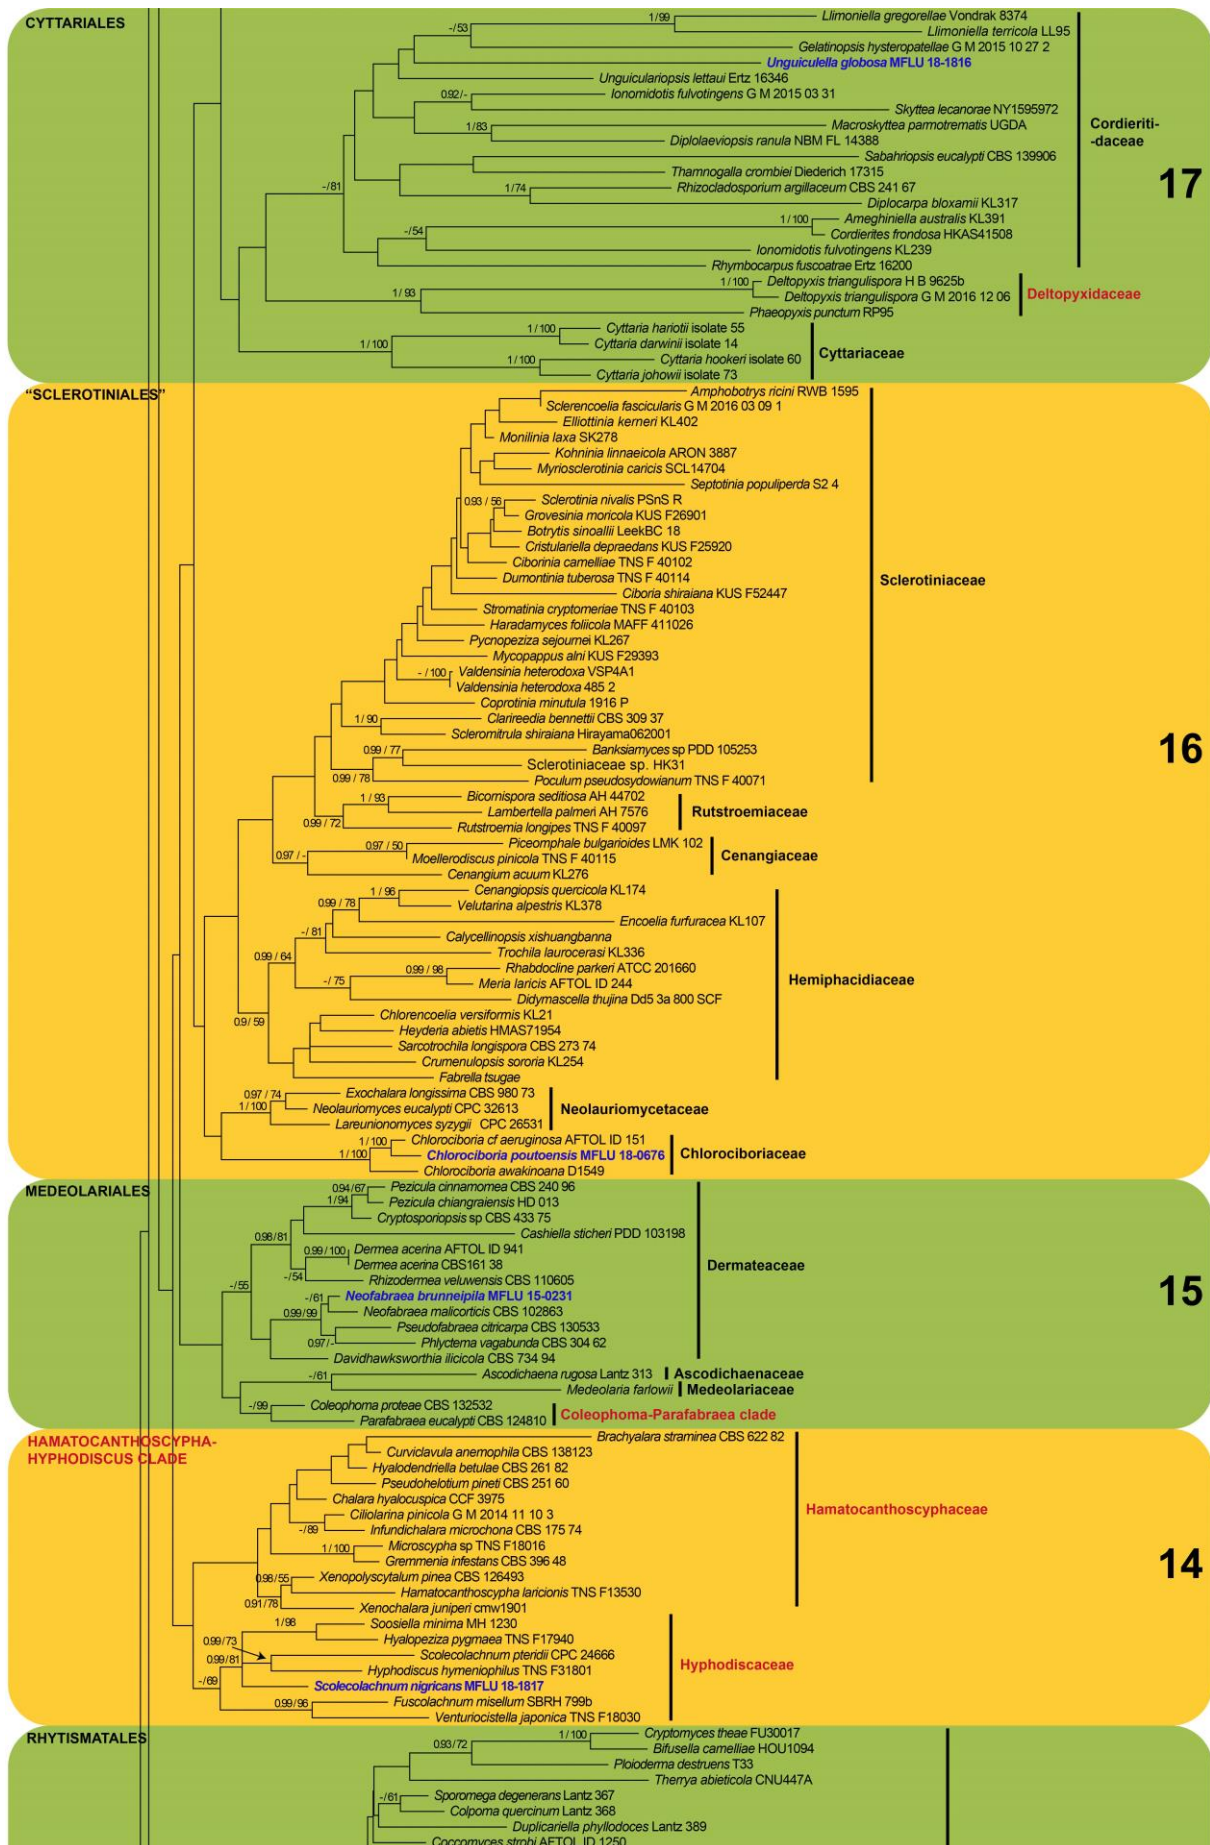 CYTTARIALES
Llimoniella gregorellae Vondrak 8374
1 / 99
Llimoniella terricola LL95
- / 53
Gelatinopsis hysteropatellae G M 2015 10 27 2
Unguiculella globosa MFLU 18-1816
Unguiculariopsis lettaui Ertz 16346
0.92 / -
Ionomidotis fulvotingens G M 2015 03 31
Skyttea lecanorae NY1595972
Macroskyttea parmotrematis UGDA
1 / 83
Diplolaeviopsis ranula NBM FL 14388
Cordieriti-
-daceae
Sabahriopsis eucalypti CBS 139906
17
Thamnogalla crombiei Diederich 17315
- / 81
Rhizocladosporium argillaceum CBS 241 67
1 / 74
Diplocarpa bloxamii KL317
Ameghiniella australis KL391
1 / 100
Cordierites frondosa HKAS41508
- / 54
Ionomidotis fulvotingens KL239
Rhymbocarpus fuscoatrae Ertz 16200
Deltopyxis triangulispora H B 9625b
1 / 100
Deltopyxis triangulispora G M 2016 12 06
Deltopyxidaceae
1 / 93
Phaeopyxis punctum RP95
Cyttaria hariotii isolate 55
1 / 100
Cyttaria darwinii isolate 14
1 / 100
Cyttaria hookeri isolate 60
Cyttariaceae
1 / 100
Cyttaria johowii isolate 73
“SCLEROTINIALES”
Amphobotrys ricini RWB 1595
Sclerencoelia fascicularis G M 2016 03 09 1
Elliottinia kerneri KL402
Monilinia laxa SK278
Kohninia linnaeicola ARON 3887
Myriosclerotinia caricis SCL14704
Septotinia populiperda S2 4
0.93 / 56
Sclerotinia nivalis PSnS R
Grovesinia moricola KUS F26901
Botrytis sinoallii LeekBC 18
Cristulariella depraedans KUS F25920
Ciborinia camelliae TNS F 40102
Dumontinia tuberosa TNS F 40114
Sclerotiniaceae
Ciboria shiraiana KUS F52447
Stromatinia cryptomeriae TNS F 40103
Haradamyces foliicola MAFF 411026
Pycnopeziza sejournei KL267
Mycopappus alni KUS F29393
- / 100
Valdensinia heterodoxa VSP4A1
Valdensinia heterodoxa 485 2
Coprotinia minutula 1916 P
1 / 90
Clarireedia bennettii CBS 309 37
Scleromitrula shiraiana Hirayama062001
16
0.99 / 77
Banksiamyces sp PDD 105253
Sclerotiniaceae sp. HK31
0.99 / 78
Poculum pseudosydowianum TNS F 40071
1 / 93
Bicornispora seditiosa AH 44702
Lambertella palmeri AH 7576
Rutstroemiaceae
0.99 / 72
Rutstroemia longipes TNS F 40097
0.97 / 50
Piceomphale bulgarioides LMK 102
0.97 / -
Moellerodiscus pinicola TNS F 40115
Cenangiaceae
Cenangium acuum KL276
1 / 96
Cenangiopsis quercicola KL174
0.99 / 78
Velutarina alpestris KL378
Encoelia furfuracea KL107
- / 81
Calycellinopsis xishuangbanna
0.99 / 64
Trochila laurocerasi KL336
0.99 / 98
Rhabdocline parkeri ATCC 201660
- / 75
Meria laricis AFTOL ID 244
Hemiphacidiaceae
Didymascella thujina Dd5 3a 800 SCF
0.9 / 59
Chlorencoelia versiformis KL21
Heyderia abietis HMAS71954
Sarcotrochila longispora CBS 273 74
Crumenulopsis sororia KL254
Fabrella tsugae
0.97 / 74
Exochalara longissima CBS 980 73
1 / 100
Neolauriomyces eucalypti CPC 32613
Neolauriomycetaceae
Lareunionomyces syzygii CPC 26531
1 / 100
Chlorociboria cf aeruginosa AFTOL ID 151
1 / 100
Chlorociboria poutoensis MFLU 18-0676
Chlorociboriaceae
Chlorociboria awakinoana D1549
MEDEOLARIALES
0.94 / 67
Pezicula cinnamomea CBS 240 96
1 / 94
Pezicula chiangraiensis HD 013
Cryptosporiopsis sp CBS 433 75
0.98 / 81
Cashiella sticheri PDD 103198
0.99 / 100
Dermea acerina AFTOL ID 941
Dermea acerina CBS161 38
Dermateaceae
- / 54
Rhizodermea veluwensis CBS 110605
- / 55
- / 61
Neofabraea brunneipila MFLU 15-0231
15
0.99 / 99
Neofabraea malicorticis CBS 102863
Pseudofabraea citricarpa CBS 130533
0.97 / -
Phlyctema vagabunda CBS 304 62
Davidhawksworthia ilicicola CBS 734 94
- / 61
Ascodichaena rugosa Lantz 313
Ascodichaenaceae
Medeolaria farlowii
Medeolariaceae
- / 99
Coleophoma proteae CBS 132532
Coleophoma-Parafabraea clade
Parafabraea eucalypti CBS 124810
HAMATOCANTHOSCYPHA-
HYPHODISCUS CLADE
Brachyalara straminea CBS 622 82
Curviclavula anemophila CBS 138123
Hyalodendriella betulae CBS 261 82
Pseudohelotium pineti CBS 251 60
Chalara hyalocuspica CCF 3975
Hamatocanthoscyphaceae
Ciliolarina pinicola G M 2014 11 10 3
- / 89
Infundichalara microchona CBS 175 74
1 / 100
Microscypha sp TNS F18016
Gremmenia infestans CBS 396 48
14
0.98 / 55
Xenopolyscytalum pinea CBS 126493
Hamatocanthoscypha laricionis TNS F13530
0.91 / 78
Xenochalara juniperi cmw1901
1 / 98
Soosiella minima MH 1230
0.99 / 73
Hyalopeziza pygmaea TNS F17940
0.99 / 81
Scolecolachnum pteridii CPC 24666
Hyphodiscaceae
Hyphodiscus hymeniophilus TNS F31801
- / 69
Scolecolachnum nigricans MFLU 18-1817
0.99 / 96
Fuscolachnum misellum SBRH 799b
Venturiocistella japonica TNS F18030
RHYTISMATALES
1 / 100
Cryptomyces theae FU30017
0.93 / 72
Bifusella camelliae HOU1094
Ploioderma destruens T33
Therrya abieticola CNU447A
- / 61
Sporomega degenerans Lantz 367
Colpoma quercinum Lantz 368
Duplicariella phyllodoces Lantz 389
Coccomyces strobi AFTOL ID 1250